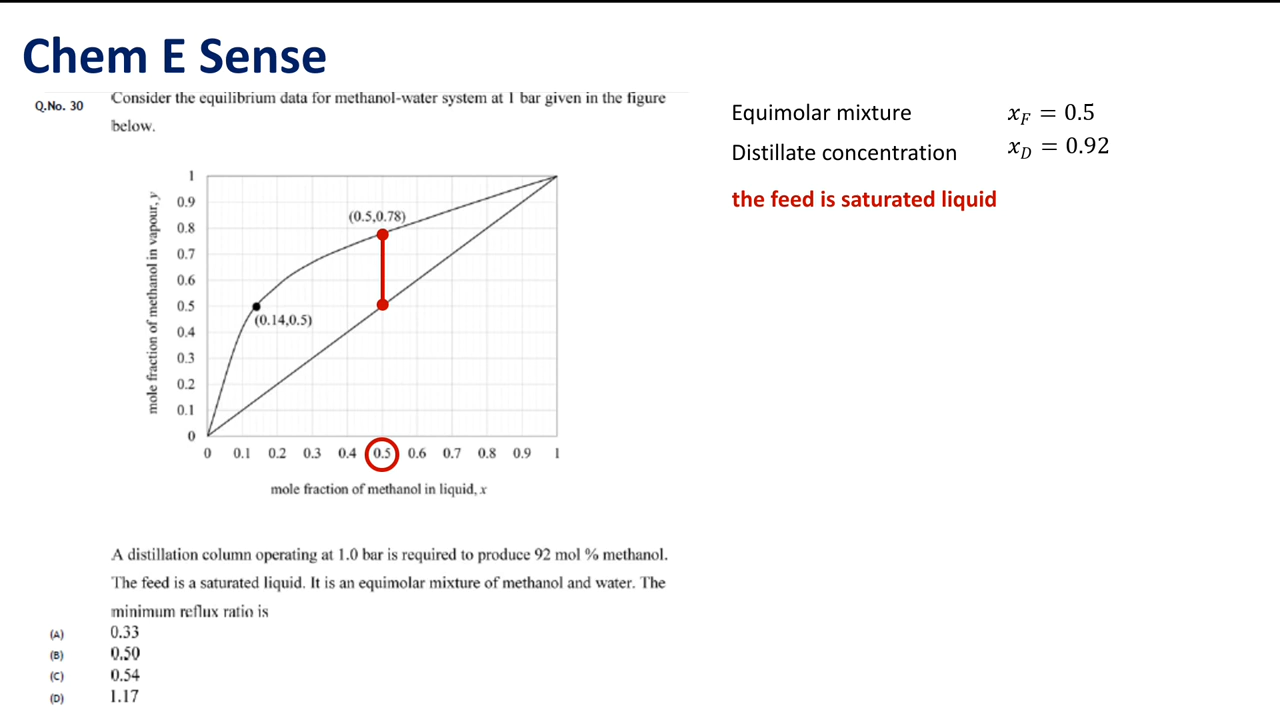 Chem E Sense
Q.No. 30
Consider the equilibrium data for methanol-water system at 1 bar given in the figure
below.
Equimolar mixture x_F = 0.5
Distillate concentration x_D = 0.92
the feed is saturated liquid
mole fraction of methanol in vapour, y
1
0.9
0.8
0.7
0.6
0.5
0.4
0.3
0.2
0.1
0
(0.5,0.78)
(0.14,0.5)
0 0.1 0.2 0.3 0.4 0.5 0.6 0.7 0.8 0.9 1
mole fraction of methanol in liquid, x
A distillation column operating at 1.0 bar is required to produce 92 mol % methanol.
The feed is a saturated liquid. It is an equimolar mixture of methanol and water. The
minimum reflux ratio is
(A) 0.33
(B) 0.50
(C) 0.54
(D) 1.17